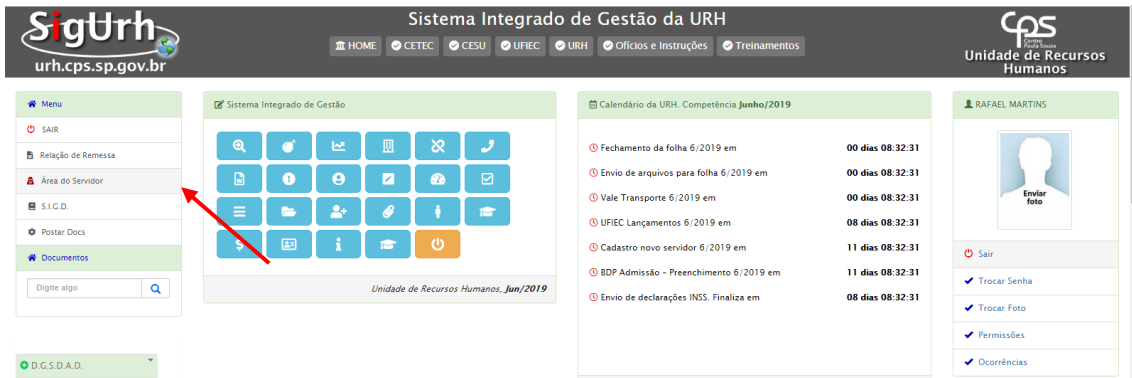 SigUrh
urh.cps.sp.gov.br
Sistema Integrado de Gestão da URH
HOME CETEC CESU UFIEC URH Ofícios e Instruções Treinamentos
CPS
Centro
Paula Souza
Unidade de Recursos
Humanos
Menu
SAIR
Relação de Remessa
Área do Servidor
S.I.G.D.
Postar Docs
Documentos
Digite algo
D.G.S.D.A.D.
Sistema Integrado de Gestão
Unidade de Recursos Humanos, Jun/2019
Calendário da URH. Competência Junho/2019
Fechamento da folha 6/2019 em 00 dias 08:32:31
Envio de arquivos para folha 6/2019 em 00 dias 08:32:31
Vale Transporte 6/2019 em 00 dias 08:32:31
UFIEC Lançamentos 6/2019 em 08 dias 08:32:31
Cadastro novo servidor 6/2019 em 11 dias 08:32:31
BDP Admissão - Preenchimento 6/2019 em 11 dias 08:32:31
Envio de declarações INSS. Finaliza em 08 dias 08:32:31
RAFAEL MARTINS
Enviar
foto
Sair
Trocar Senha
Trocar Foto
Permissões
Ocorrências